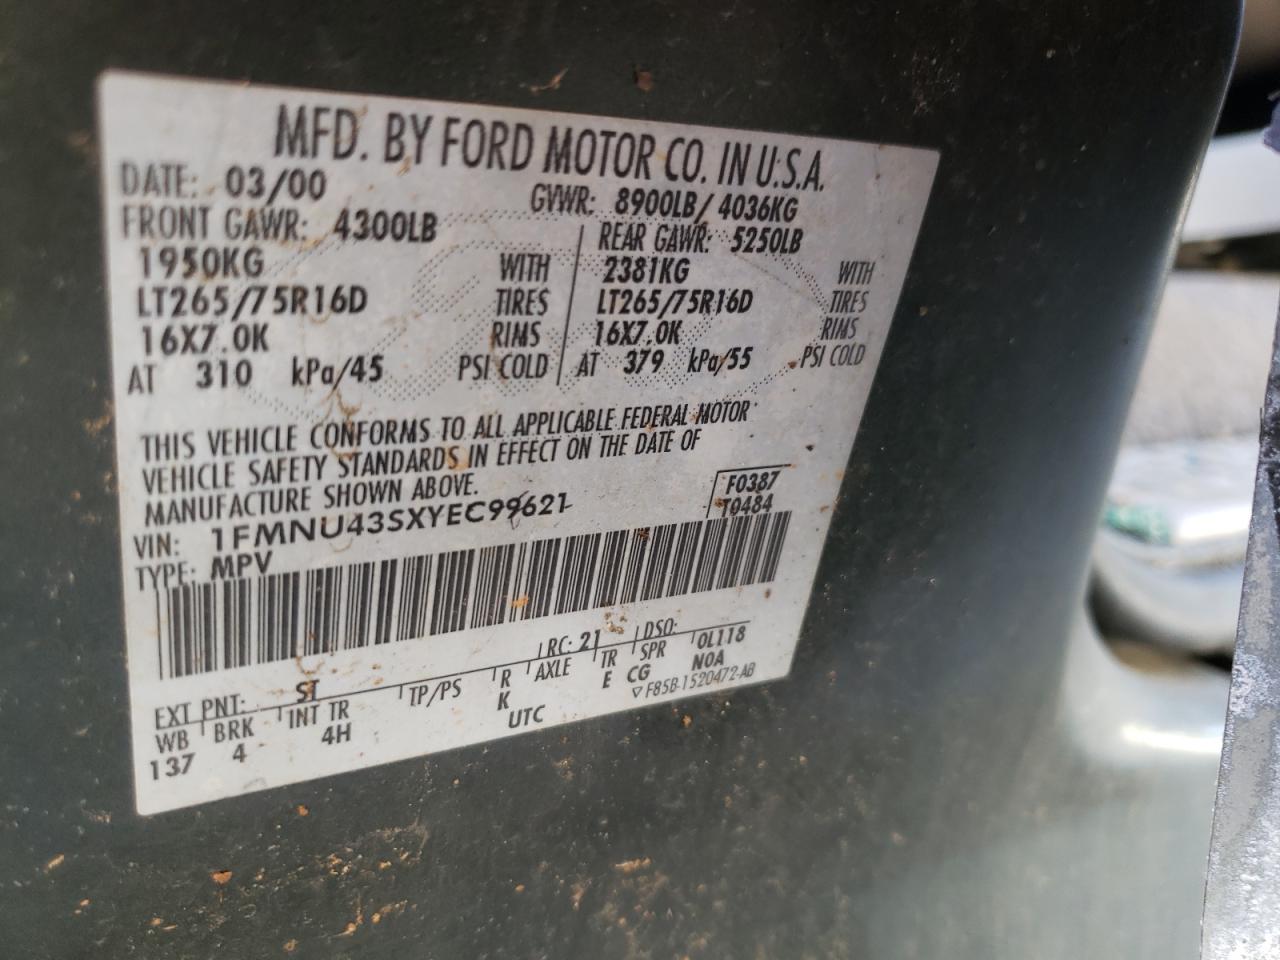 MFD. BY FORD MOTOR CO. IN U.S.A.
DATE: 03/00 GVWR: 8900LB/ 4036KG
FRONT GAWR: 4300LB REAR GAWR: 5250LB
1950KG WITH 2381KG WITH
LT265/75R16D TIRES LT265/75R16D TIRES
16X7.0K RIMS 16X7.0K RIMS
AT 310 kPa/45 PSI COLD AT 379 kPa/55 PSI COLD
THIS VEHICLE CONFORMS TO ALL APPLICABLE FEDERAL MOTOR
VEHICLE SAFETY STANDARDS IN EFFECT ON THE DATE OF
MANUFACTURE SHOWN ABOVE.
F0387
VIN: 1FMNU43SXYEC99621 T0484
TYPE: MPV
EXT PNT: ST RC: 21 DSO:
WB BRK INT TR TP/PS R AXLE TR SPR 0L118
137 4 4H K UTC E CG N0A
F85B-1520472-AB